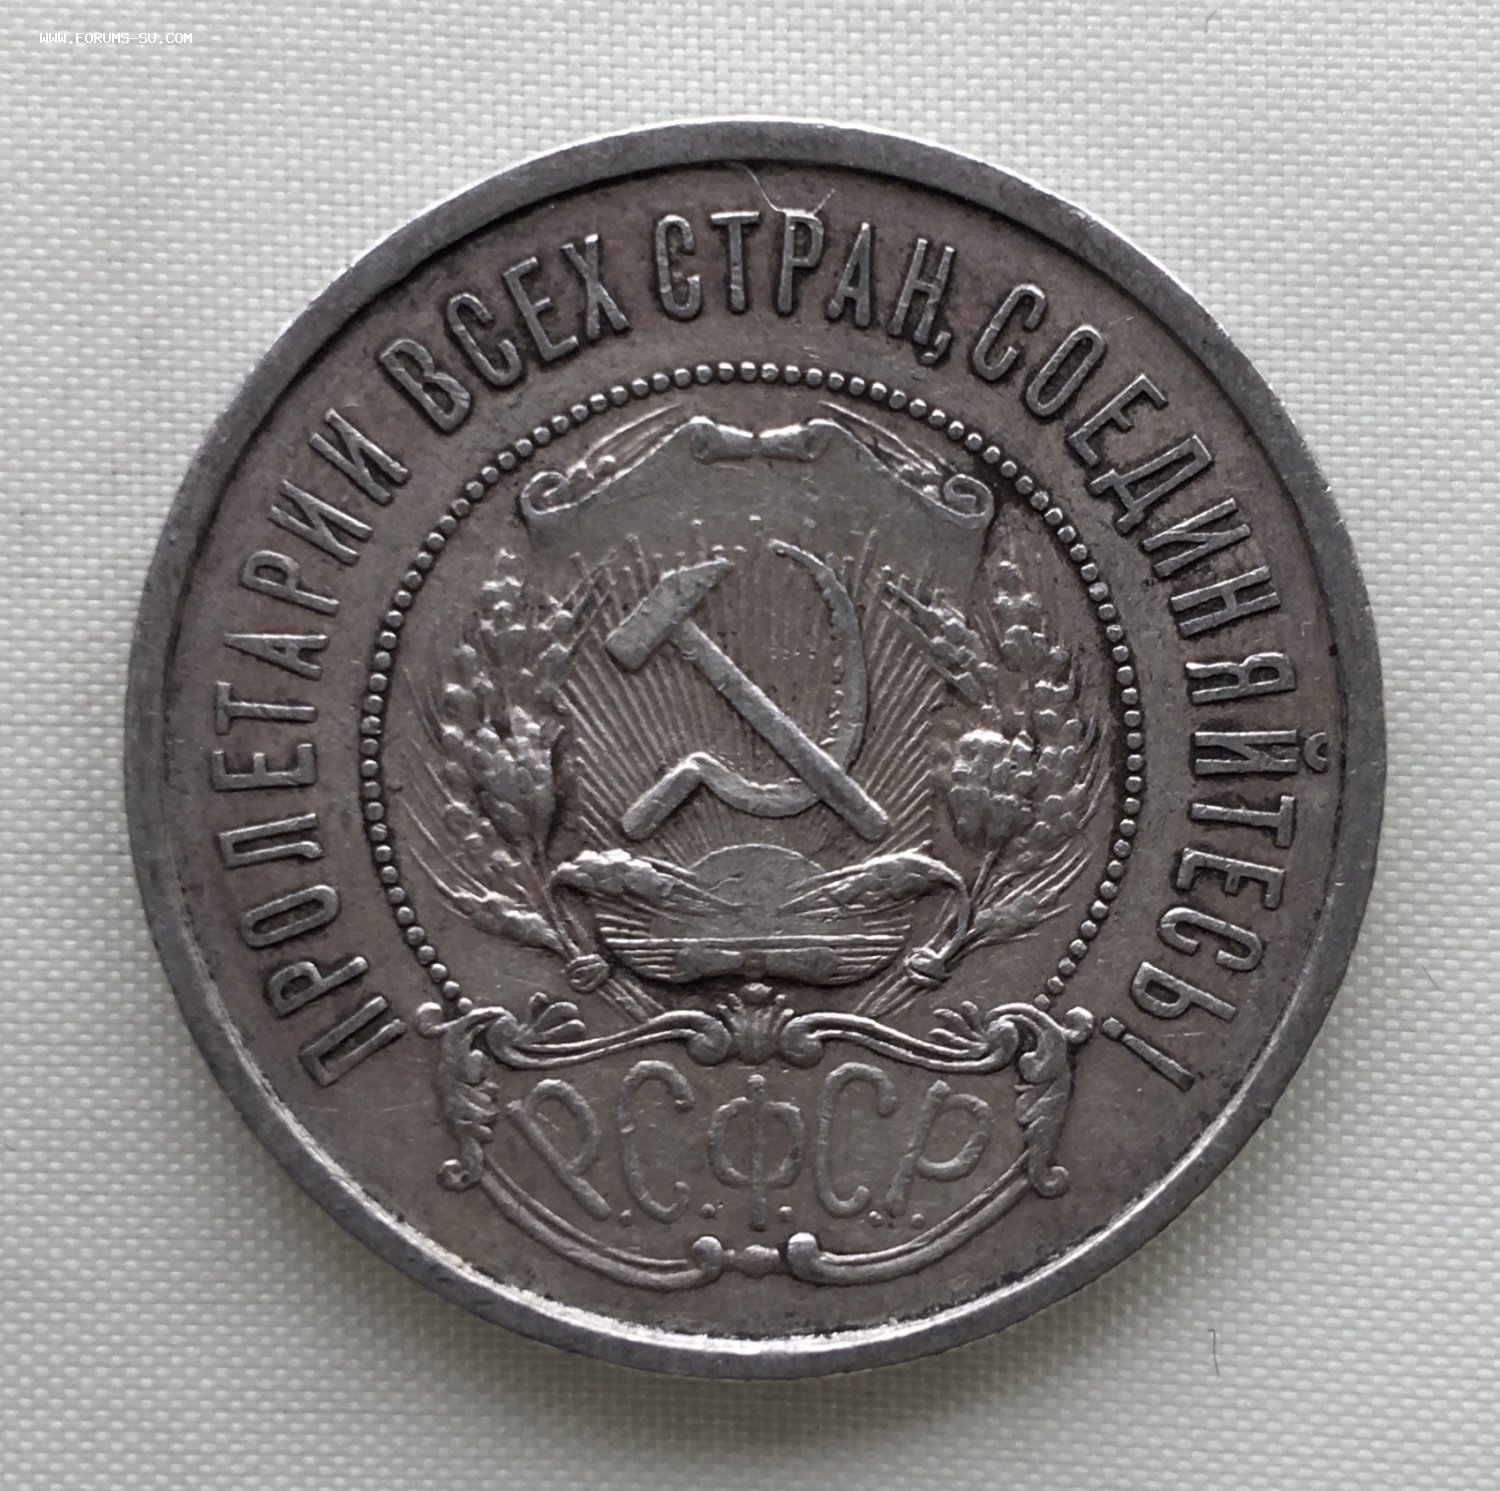 WWW.FORUMS-SU.COM
ПРОЛЕТАРИИ ВСЕХ СТРАН, СОЕДИНЯЙТЕСЬ!
Р.С.Ф.С.Р.